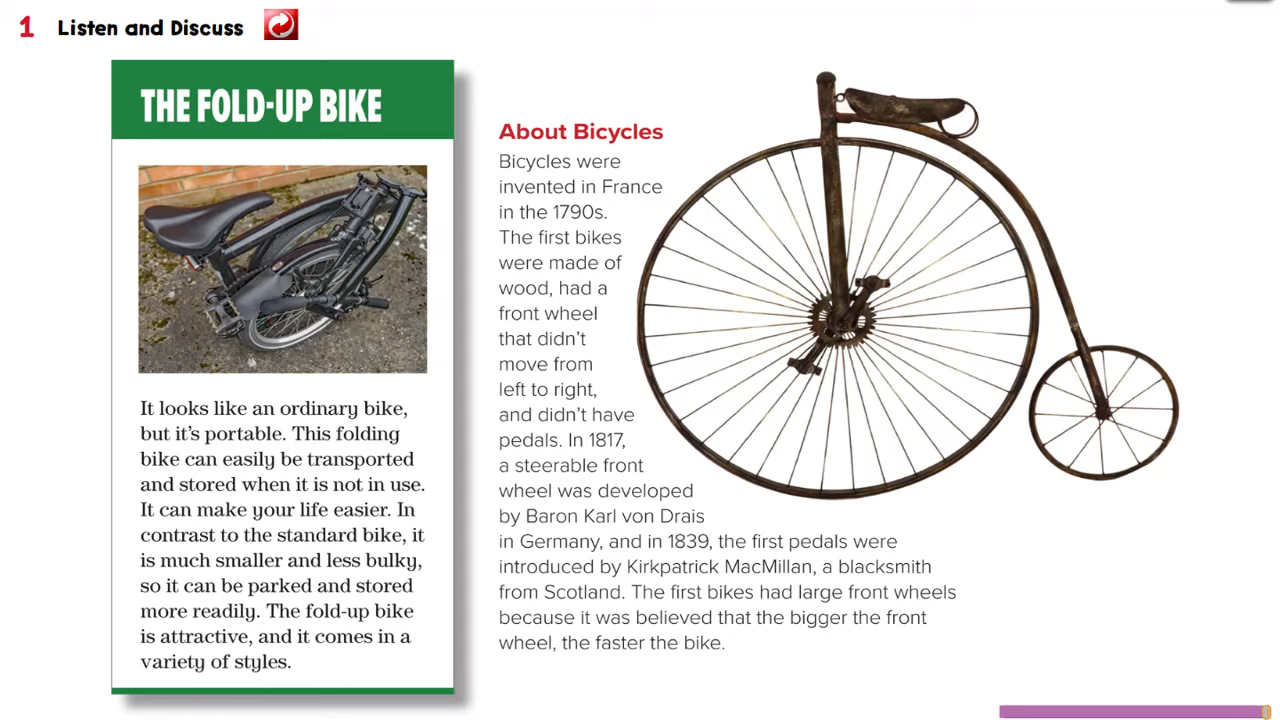 1 Listen and Discuss
THE FOLD-UP BIKE
It looks like an ordinary bike,
but it's portable. This folding
bike can easily be transported
and stored when it is not in use.
It can make your life easier. In
contrast to the standard bike, it
is much smaller and less bulky,
so it can be parked and stored
more readily. The fold-up bike
is attractive, and it comes in a
variety of styles.
About Bicycles
Bicycles were
invented in France
in the 1790s.
The first bikes
were made of
wood, had a
front wheel
that didn't
move from
left to right,
and didn't have
pedals. In 1817,
a steerable front
wheel was developed
by Baron Karl von Drais
in Germany, and in 1839, the first pedals were
introduced by Kirkpatrick MacMillan, a blacksmith
from Scotland. The first bikes had large front wheels
because it was believed that the bigger the front
wheel, the faster the bike.